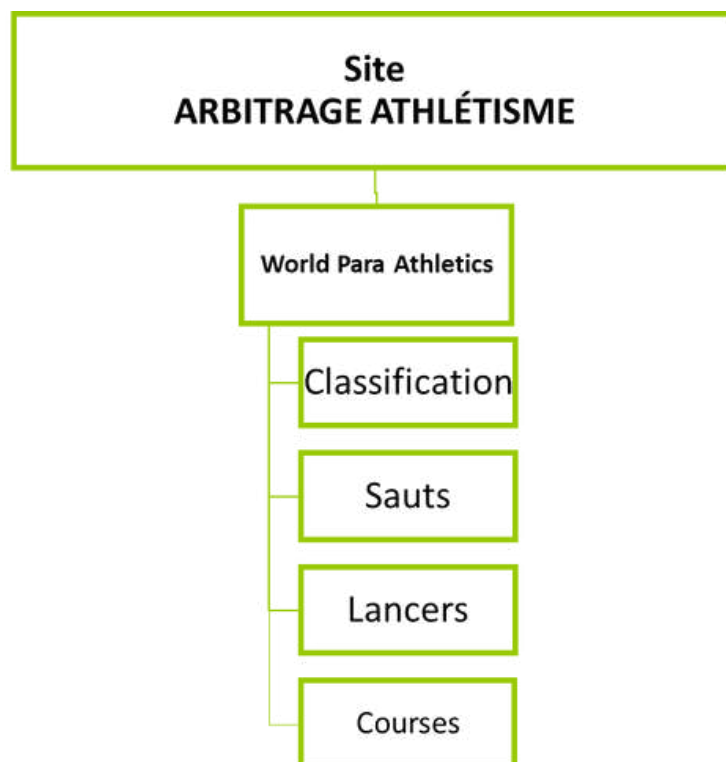 Site
ARBITRAGE ATHLÉTISME
World Para Athletics
Classification
Sauts
Lancers
Courses